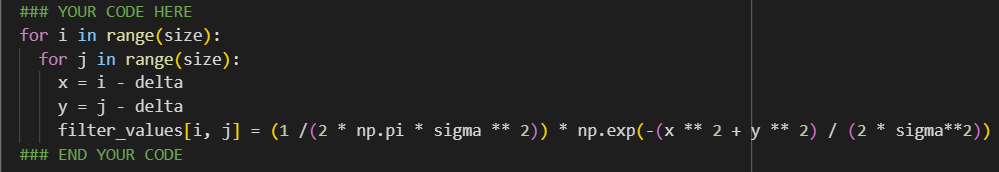 ### YOUR CODE HERE
for i in range(size):
for j in range(size):
x = i - delta
y = j - delta
filter_values[i, j] = (1 /(2 * np.pi * sigma ** 2)) * np.exp(-(x ** 2 + y ** 2) / (2 * sigma**2))
### END YOUR CODE